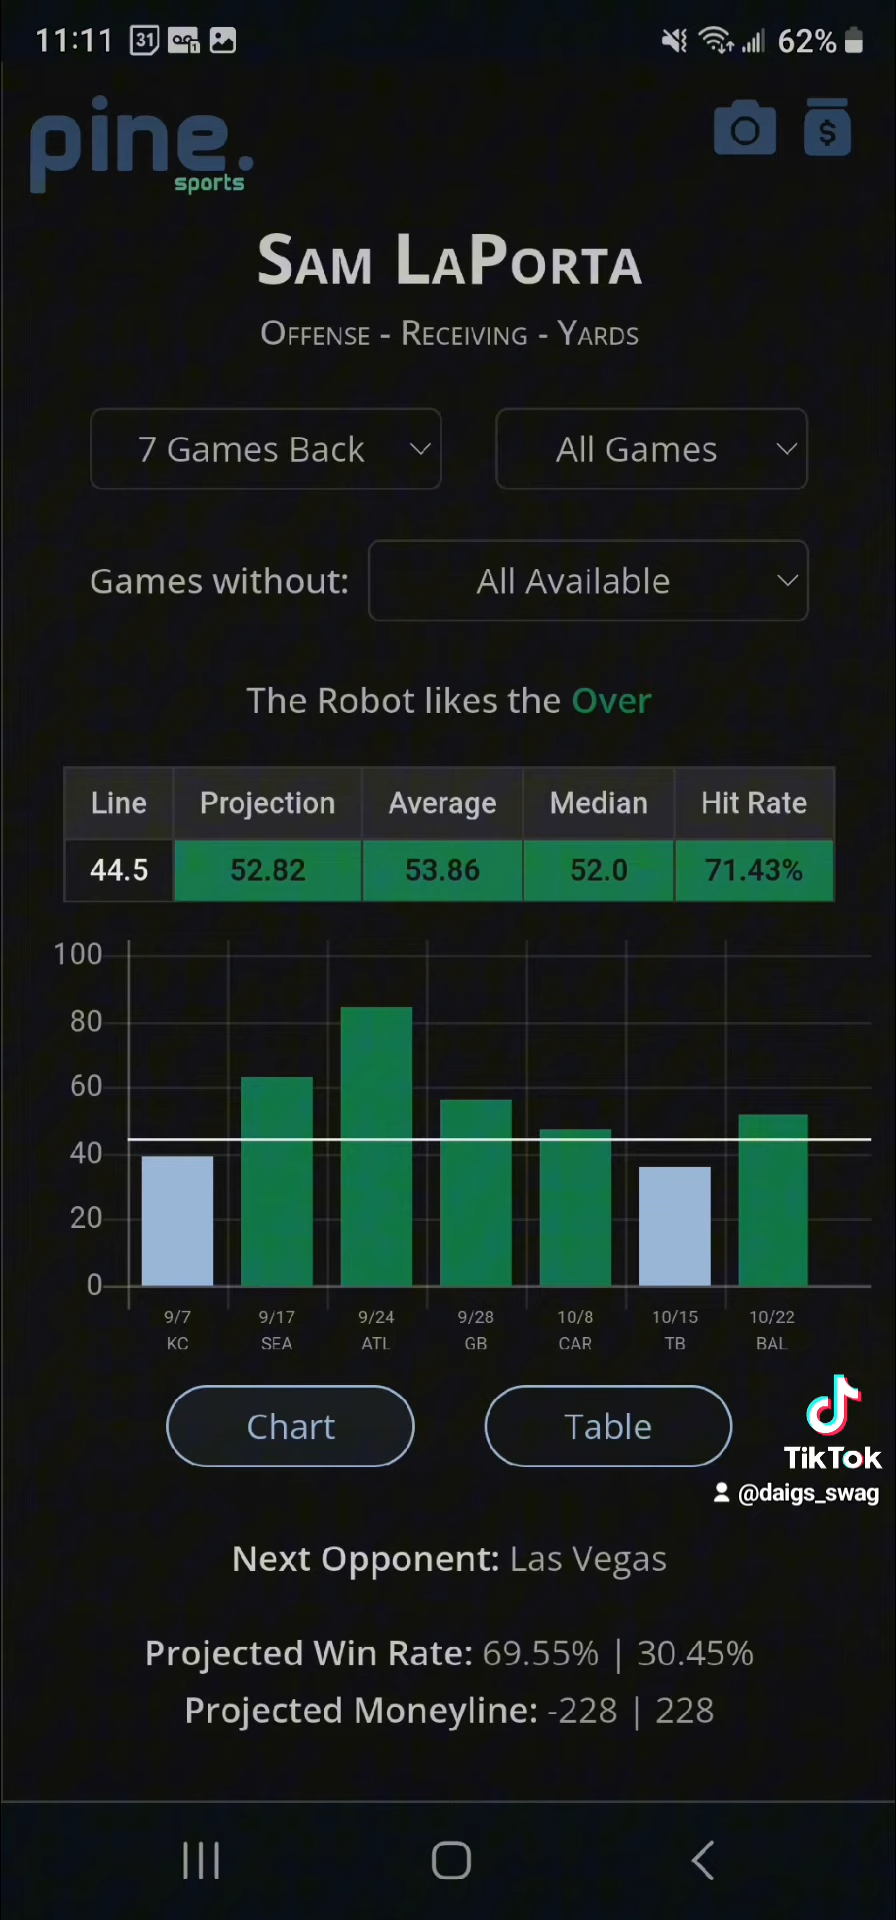 11:11 31 62%
pine.
sports
Sam LaPorta
Offense - Receiving - Yards
7 Games Back All Games
Games without: All Available
The Robot likes the Over
Line Projection Average Median Hit Rate
44.5 52.82 53.86 52.0 71.43%
100
80
60
40
20
0
9/7 9/17 9/24 9/28 10/8 10/15 10/22
KC SEA ATL GB CAR TB BAL
Chart Table
TikTok
@daigs_swag
Next Opponent: Las Vegas
Projected Win Rate: 69.55% | 30.45%
Projected Moneyline: -228 | 228